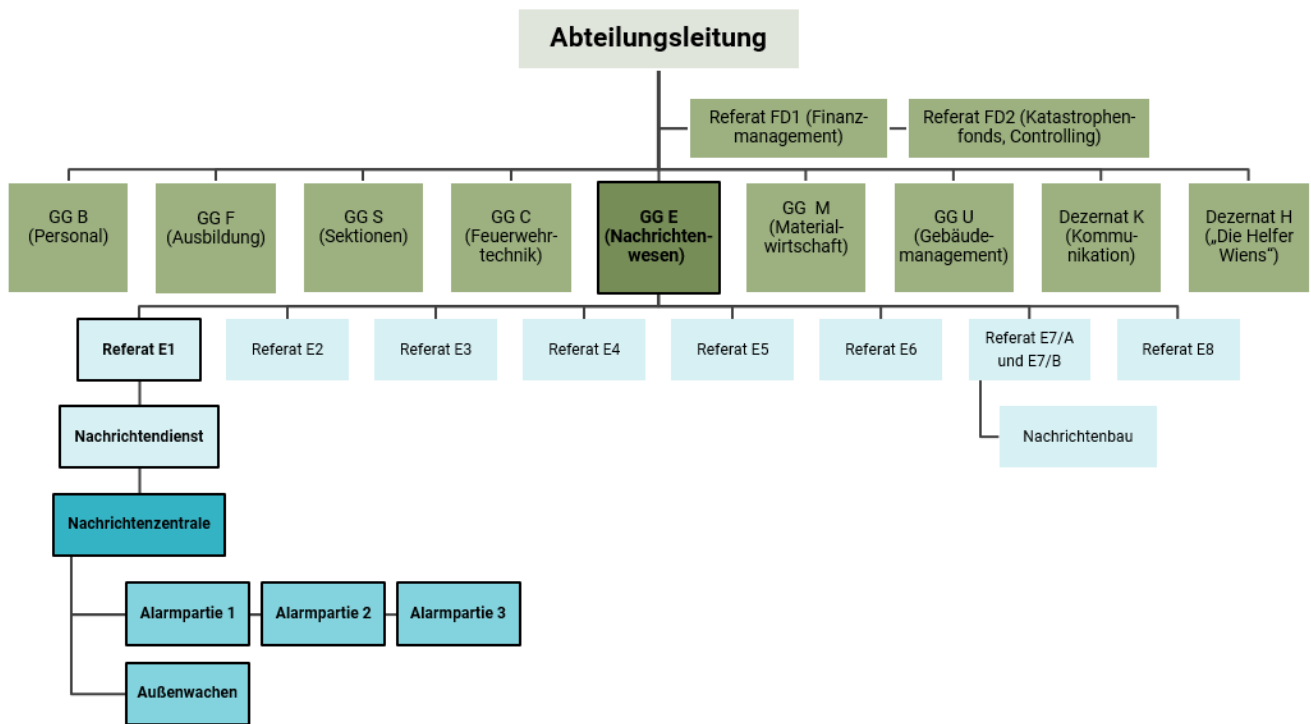 Abteilungsleitung
Referat FD1 (Finanz-
management)
Referat FD2 (Katastrophen-
fonds, Controlling)
GG B
(Personal)
GG F
(Ausbildung)
GG S
(Sektionen)
GG C
(Feuerwehr-
technik)
GG E
(Nachrichten-
wesen)
GG M
(Material-
wirtschaft)
GG U
(Gebäude-
management)
Dezernat K
(Kommu-
nikation)
Dezernat H
(„Die Helfer
Wiens“)
Referat E1
Referat E2
Referat E3
Referat E4
Referat E5
Referat E6
Referat E7/A
und E7/B
Referat E8
Nachrichtendienst
Nachrichtenbau
Nachrichtenzentrale
Alarmpartie 1
Alarmpartie 2
Alarmpartie 3
Außenwachen